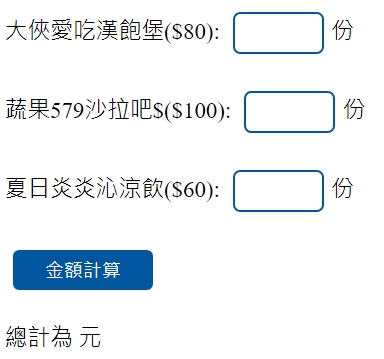 大俠愛吃漢飽堡($80): 份
蔬果579沙拉吧$($100): 份
夏日炎炎沁涼飲($60): 份
金額計算
總計為 元